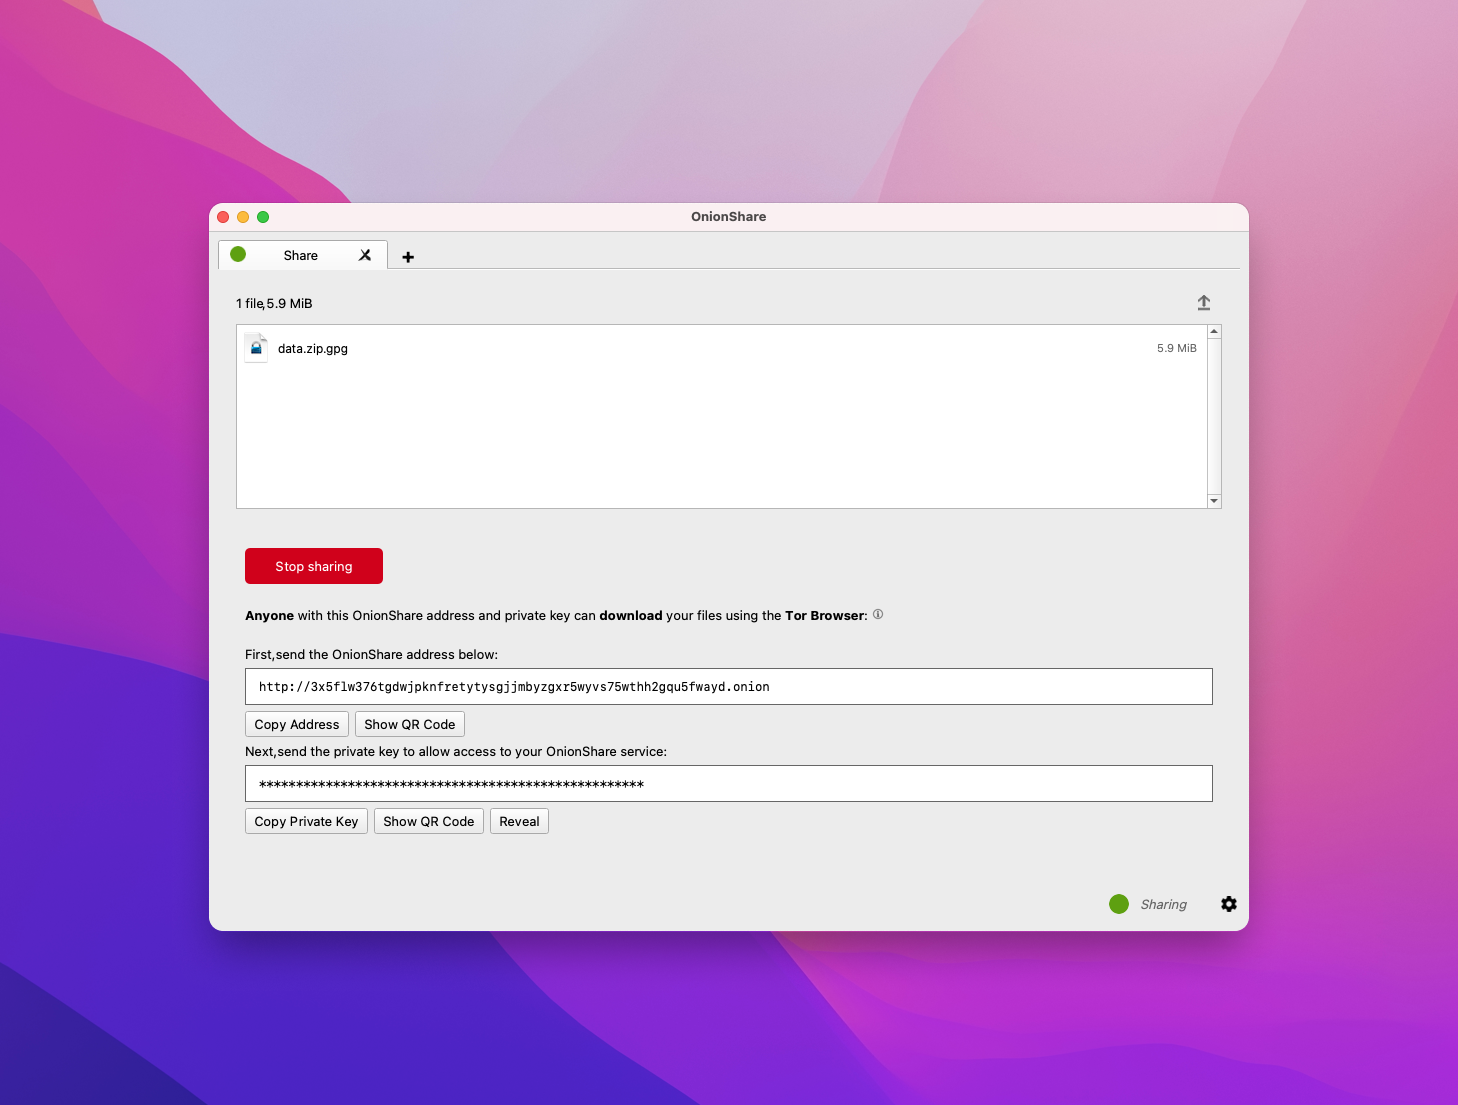 OnionShare
Share
1 file, 5.9 MiB
data.zip.gpg 5.9 MiB
Stop sharing
Anyone with this OnionShare address and private key can download your files using the Tor Browser:
First, send the OnionShare address below:
http://3x5flw376tgdwjpknfretytysgjjmbyzgxr5wyvs75wthh2gqu5fwayd.onion
Copy Address Show QR Code
Next, send the private key to allow access to your OnionShare service:
****************************************************
Copy Private Key Show QR Code Reveal
Sharing